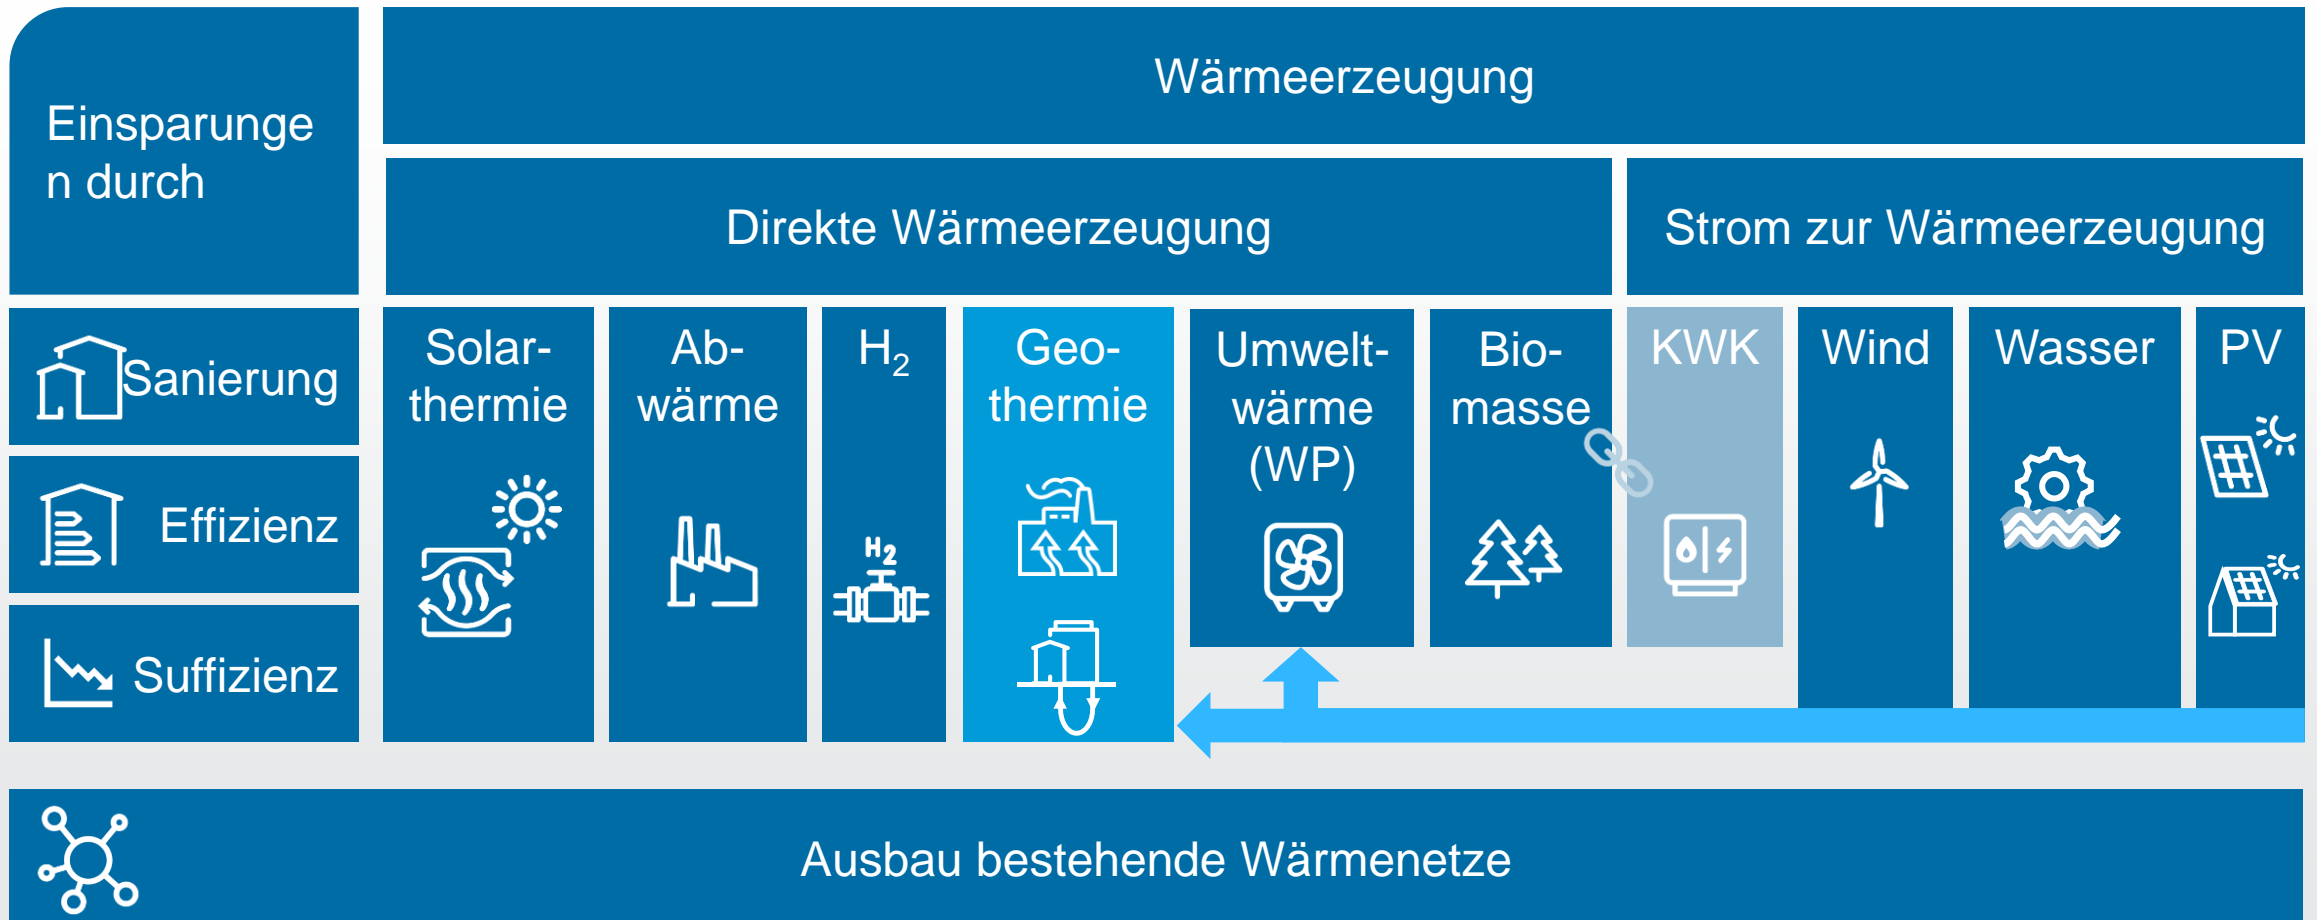 Einsparunge
n durch
Wärmeerzeugung
Direkte Wärmeerzeugung
Strom zur Wärmeerzeugung
Sanierung
Effizienz
Suffizienz
Solar-
thermie
Ab-
wärme
H₂
H₂
Geo-
thermie
Umwelt-
wärme
(WP)
Bio-
masse
KWK
Wind
Wasser
PV
Ausbau bestehende Wärmenetze